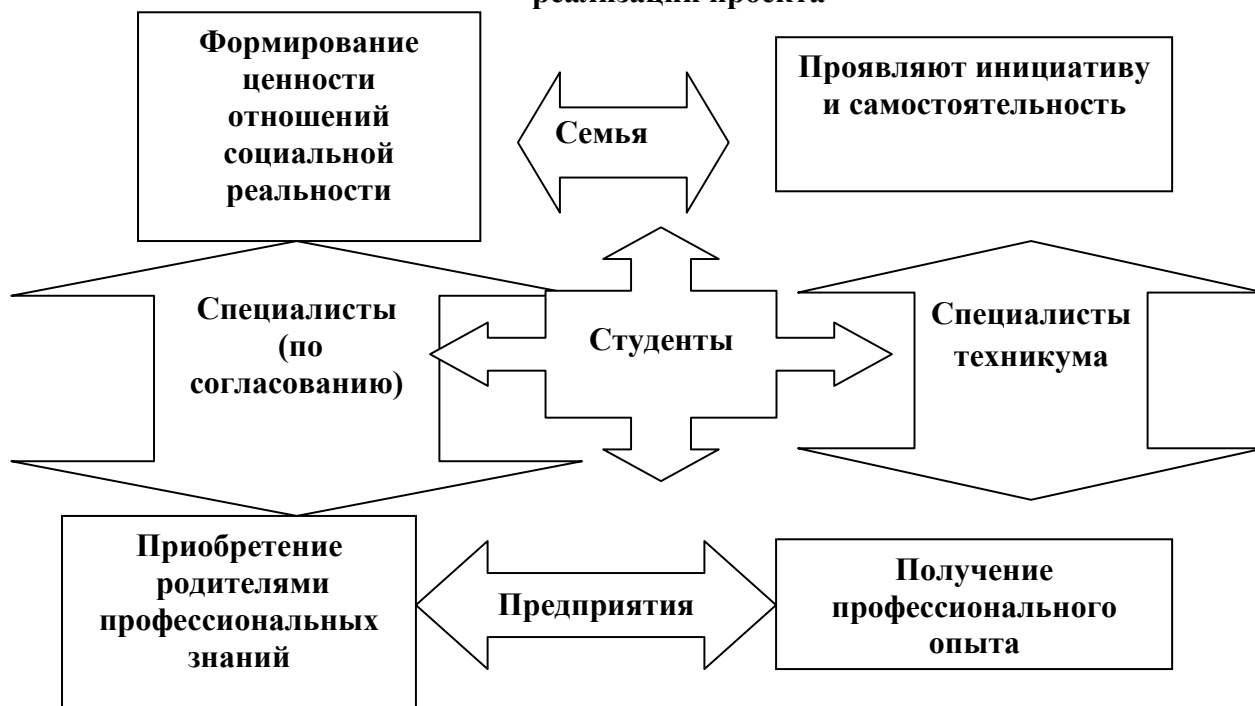 реализации проекта
Формирование
ценности
отношений
социальной
реальности
Семья
Проявляют инициативу
и самостоятельность
Специалисты
(по
согласованию)
Студенты
Специалисты
техникума
Приобретение
родителями
профессиональных
знаний
Предприятия
Получение
профессионального
опыта